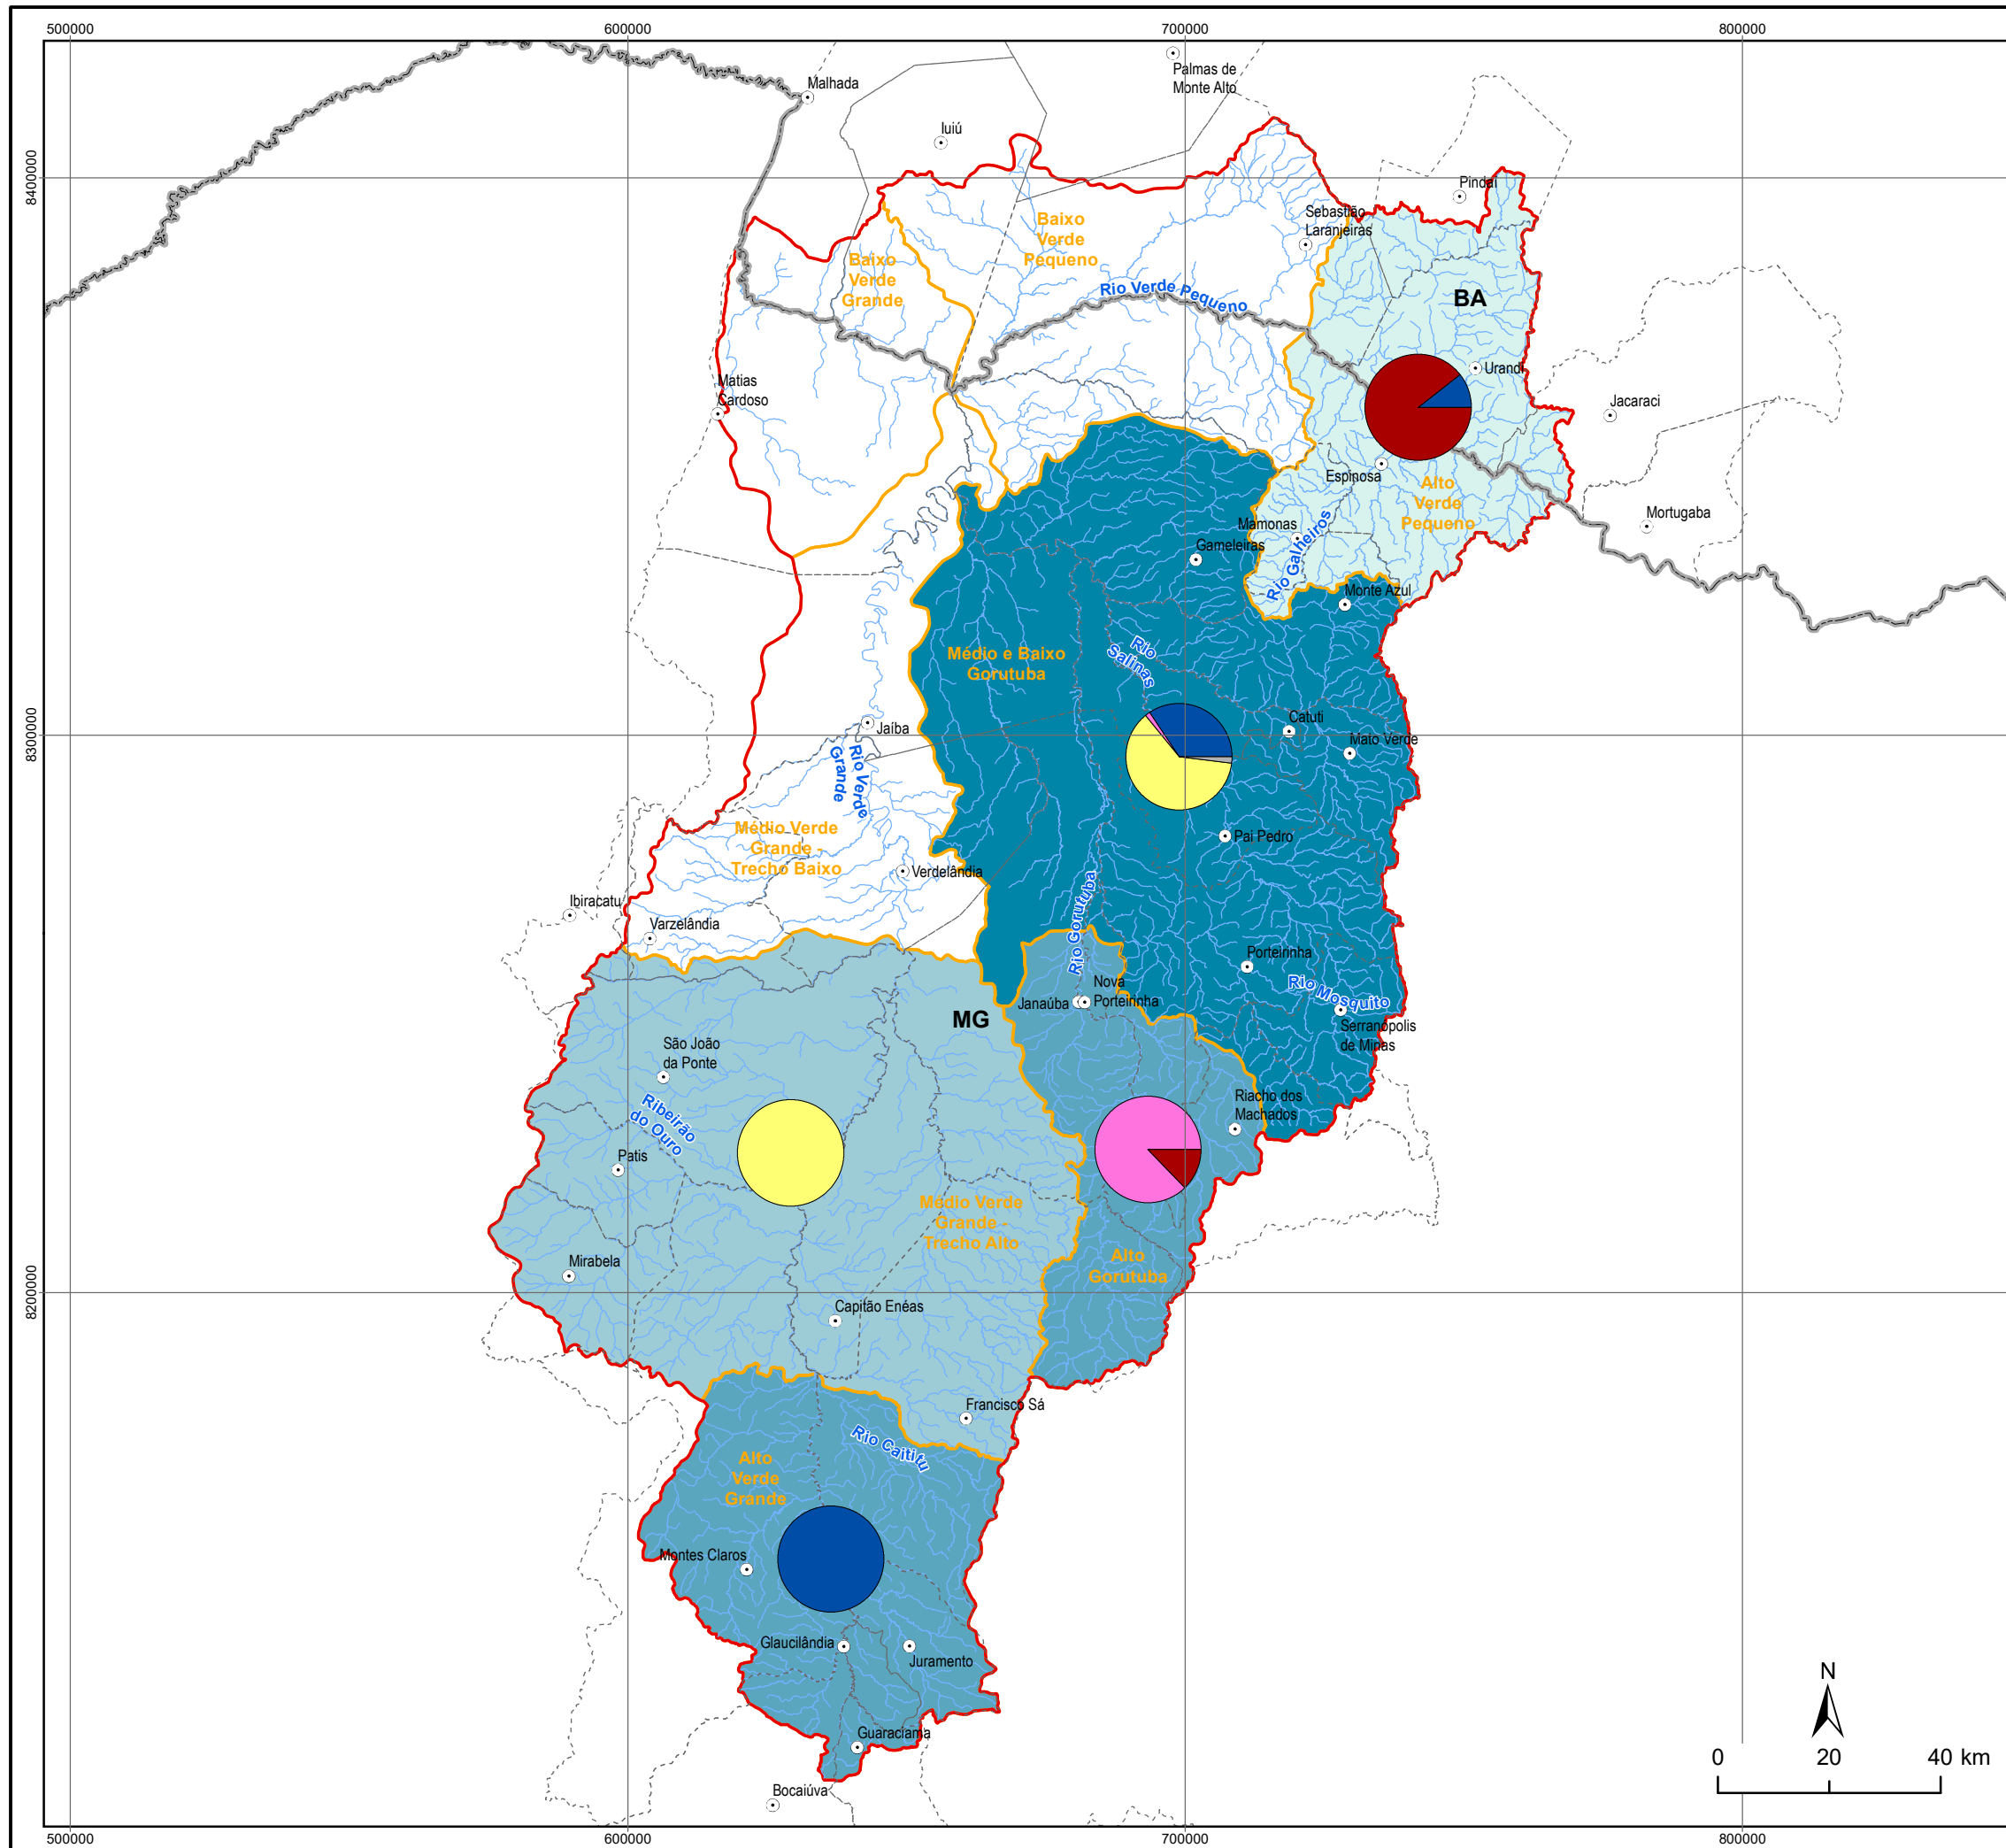 500000
600000
700000
800000
Palmas de
Monte Alto
Malhada
Iuiú
8400000
Pindaí
Sebastião
Laranjeiras
Baixo
Verde
Pequeno
Baixo
Verde
Grande
Rio Verde Pequeno
BA
Urandi
Matias
Cardoso
Jacaraci
Espinosa
Alto
Verde
Pequeno
Mortugaba
Mamonas
Rio Galheiros
Gameleiras
Monte Azul
Médio e Baixo
Gorutuba
Rio
Salinas
Catuti
Jaíba
8300000
Mato Verde
Rio Verde
Grande
Médio Verde
Grande -
Trecho Baixo
Pai Pedro
Verdelândia
Rio Gorutuba
Ibiracatu
Varzelândia
Porteirinha
Rio Mosquito
Janaúba
Nova
Porteirinha
MG
Serranópolis
de Minas
São João
da Ponte
Ribeirão
do Ouro
Riacho dos
Machados
Patis
Médio Verde
Grande -
Trecho Alto
Alto
Gorutuba
Mirabela
8200000
Capitão Enéas
Francisco Sá
Rio Caititu
Alto
Verde
Grande
Montes Claros
Glaucilândia
Juramento
N
Guaraciama
0 20 40 km
Bocaiúva
500000
600000
700000
800000